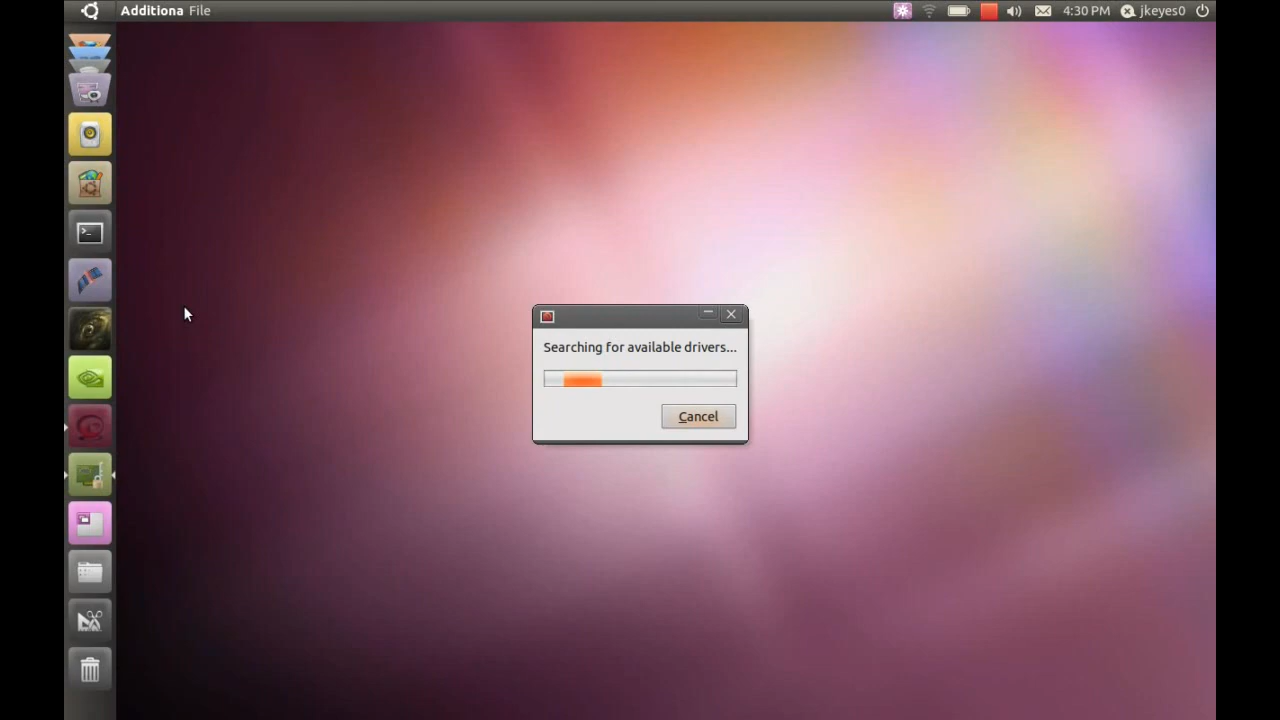 Additiona File
4:30 PM
jkeyes0
Searching for available drivers...
Cancel